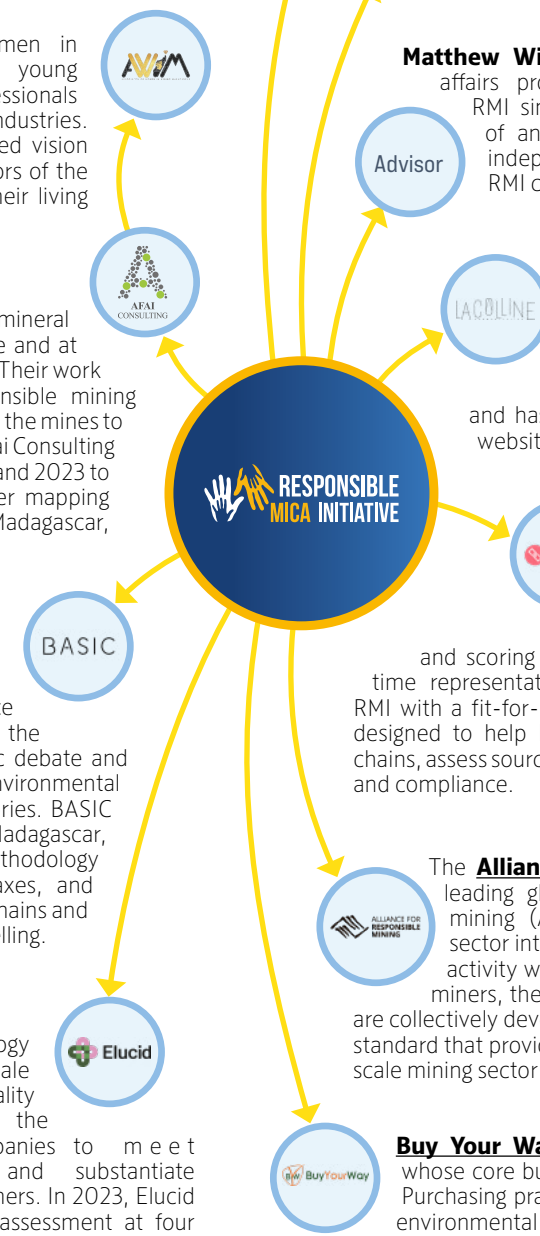 men in
young
essionals
ndustries.
ed vision
ors of the
heir living
AFAI
CONSULTING
mineral
e and at
Their work
nsible mining
the mines to
ai Consulting
and 2023 to
er mapping
Madagascar,
RESPONSIBLE
MICA INITIATIVE
BASIC
the
debate and
nvironmental
ries. BASIC
Madagascar,
thodology
axes, and
hains and
lling.
Elucid
ogy
ale
ality
the
panies to meet
and substantiate
ners. In 2023, Elucid
assessment at four
Matthew Wi
affairs pro
RMI sin
of an
indep
RMI c
Advisor
LACOLLINE
and has
websit
and scoring
time representat
RMI with a fit-for-
designed to help
chains, assess sourc
and compliance.
ALLIANCE FOR
RESPONSIBLE
MINING
The Allian
leading gl
mining (A
sector int
activity w
miners, the
are collectively dev
standard that provid
scale mining sector
BYW BuyYourWay
Buy Your Wa
whose core bu
Purchasing pra
environmental